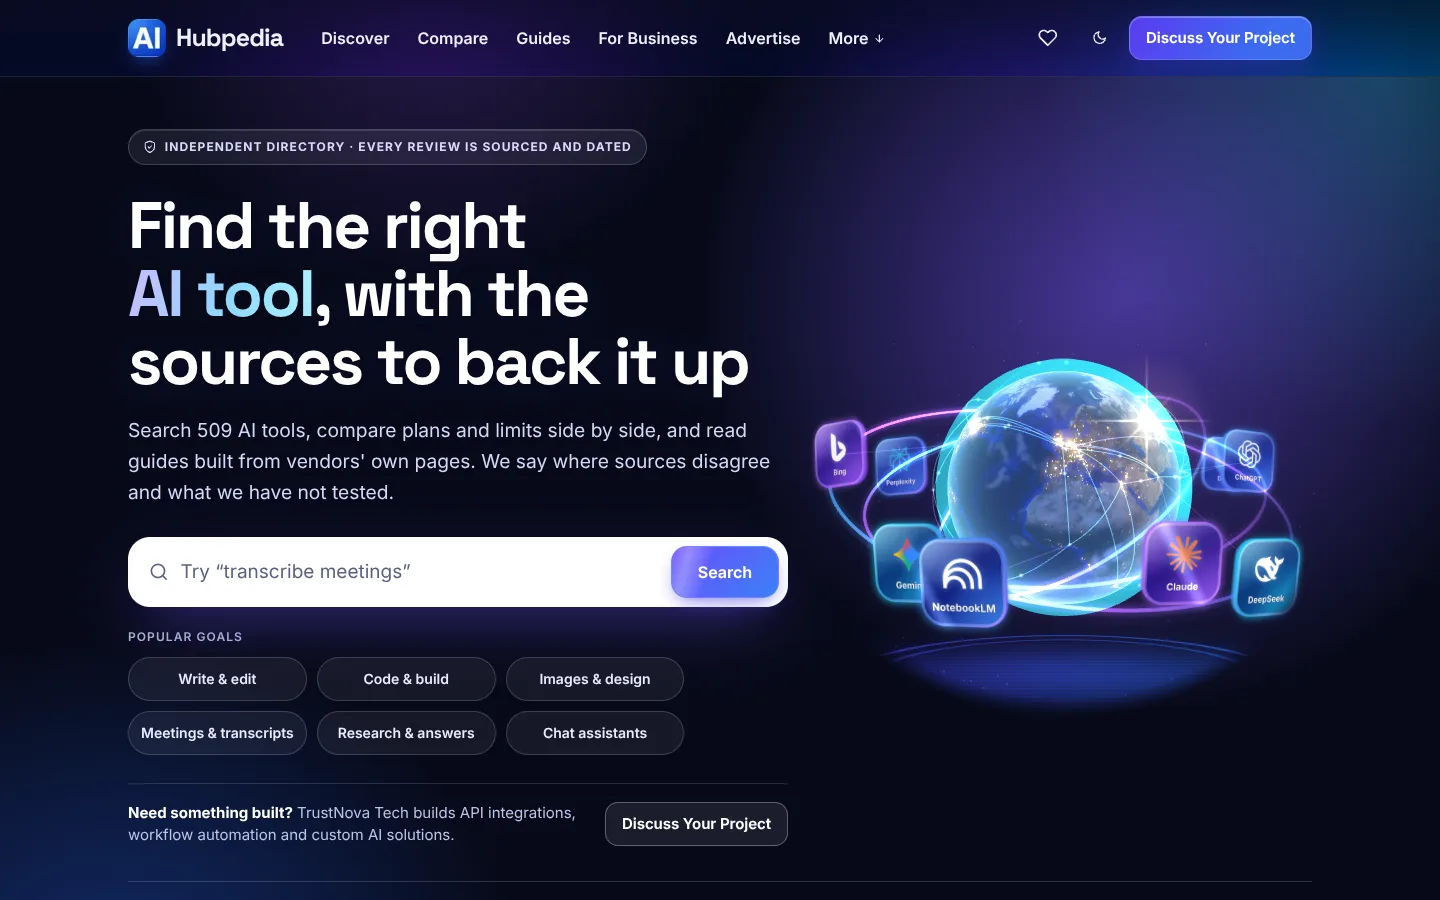 AI Hubpedia
Discover
Compare
Guides
For Business
Advertise
More
Discuss Your Project
INDEPENDENT DIRECTORY · EVERY REVIEW IS SOURCED AND DATED
Find the right
AI tool, with the
sources to back it up
Search 509 AI tools, compare plans and limits side by side, and read
guides built from vendors' own pages. We say where sources disagree
and what we have not tested.
Try “transcribe meetings”
Search
POPULAR GOALS
Write & edit
Code & build
Images & design
Meetings & transcripts
Research & answers
Chat assistants
Need something built? TrustNova Tech builds API integrations,
workflow automation and custom AI solutions.
Discuss Your Project
Bing
Perplexity
ChatGPT
NotebookLM
Claude
DeepSeek